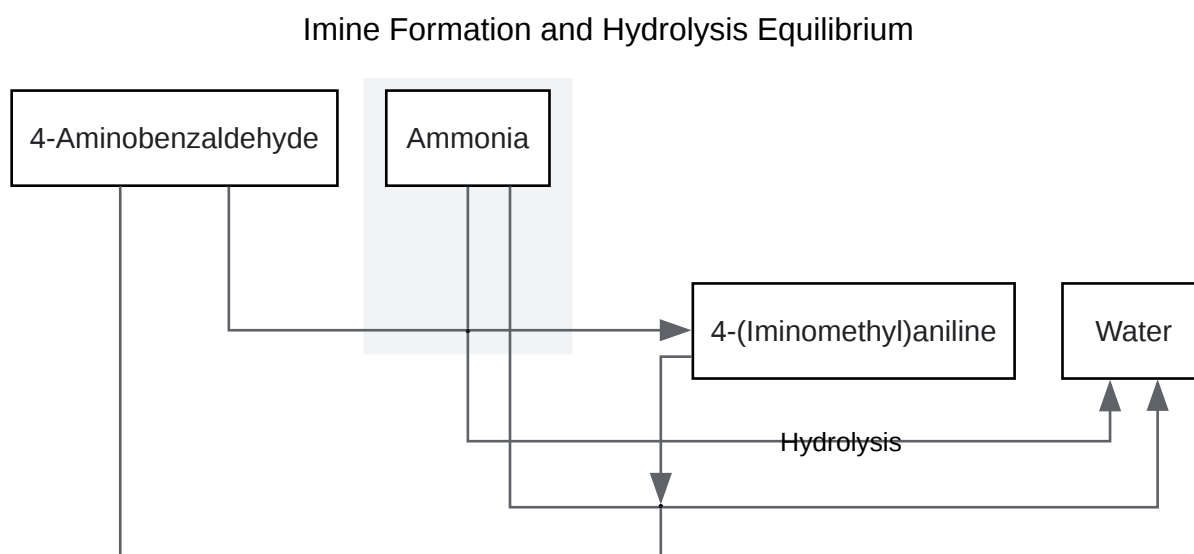 Imine Formation and Hydrolysis Equilibrium
4-Aminobenzaldehyde
Ammonia
4-(Iminomethyl)aniline
Water
Hydrolysis